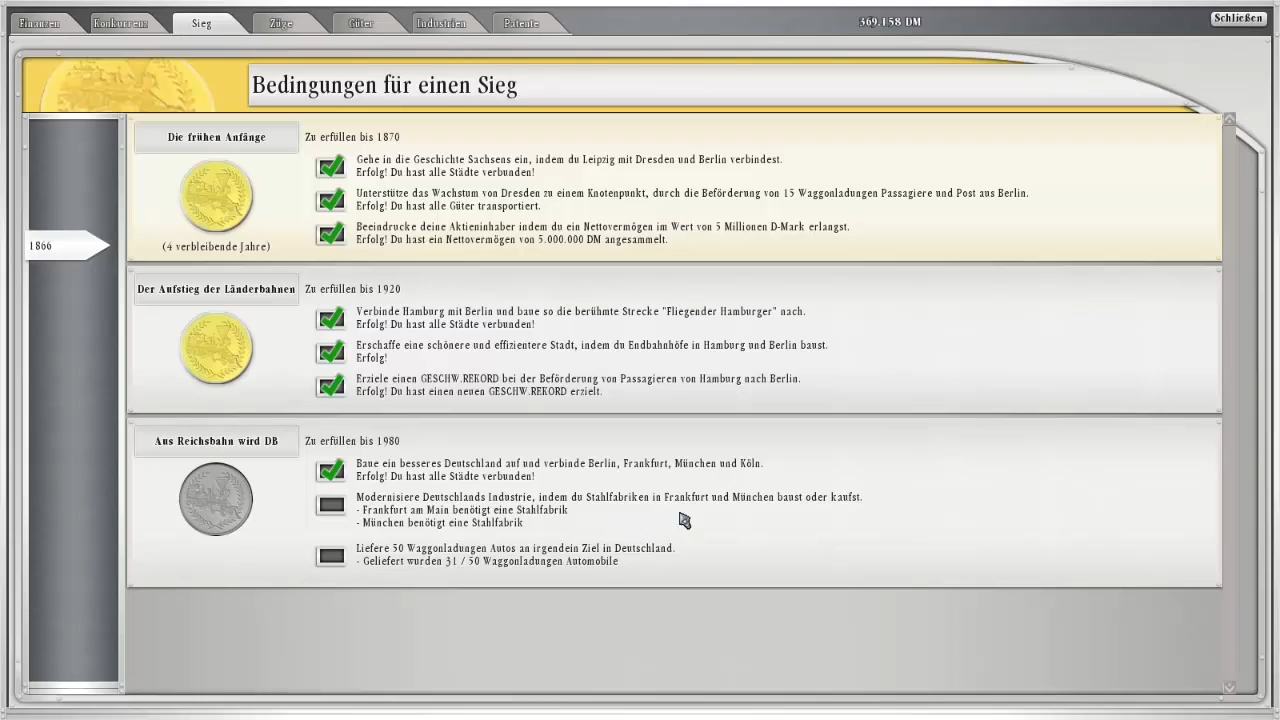 Finanzen
Konkurrenz
Sieg
Züge
Güter
Industrien
Patente
369.158 DM
Schließen
Bedingungen für einen Sieg
1866
Die frühen Anfänge
Zu erfüllen bis 1870
Gehe in die Geschichte Sachsens ein, indem du Leipzig mit Dresden und Berlin verbindest.
Erfolg! Du hast alle Städte verbunden!
Unterstütze das Wachstum von Dresden zu einem Knotenpunkt, durch die Beförderung von 15 Waggonladungen Passagiere und Post aus Berlin.
Erfolg! Du hast alle Güter transportiert.
Beeindrucke deine Aktieninhaber indem du ein Nettovermögen im Wert von 5 Millionen D-Mark erlangst.
Erfolg! Du hast ein Nettovermögen von 5.000.000 DM angesammelt.
(4 verbleibende Jahre)
Der Aufstieg der Länderbahnen
Zu erfüllen bis 1920
Verbinde Hamburg mit Berlin und baue so die berühmte Strecke "Fliegender Hamburger" nach.
Erfolg! Du hast alle Städte verbunden!
Erschaffe eine schönere und effizientere Stadt, indem du Endbahnhöfe in Hamburg und Berlin baust.
Erfolg!
Erziele einen GESCHW.REKORD bei der Beförderung von Passagieren von Hamburg nach Berlin.
Erfolg! Du hast einen neuen GESCHW.REKORD erzielt.
Aus Reichsbahn wird DB
Zu erfüllen bis 1980
Baue ein besseres Deutschland auf und verbinde Berlin, Frankfurt, München und Köln.
Erfolg! Du hast alle Städte verbunden!
Modernisiere Deutschlands Industrie, indem du Stahlfabriken in Frankfurt und München baust oder kaufst.
- Frankfurt am Main benötigt eine Stahlfabrik
- München benötigt eine Stahlfabrik
Liefere 50 Waggonladungen Autos an irgendein Ziel in Deutschland.
- Geliefert wurden 31 / 50 Waggonladungen Automobile